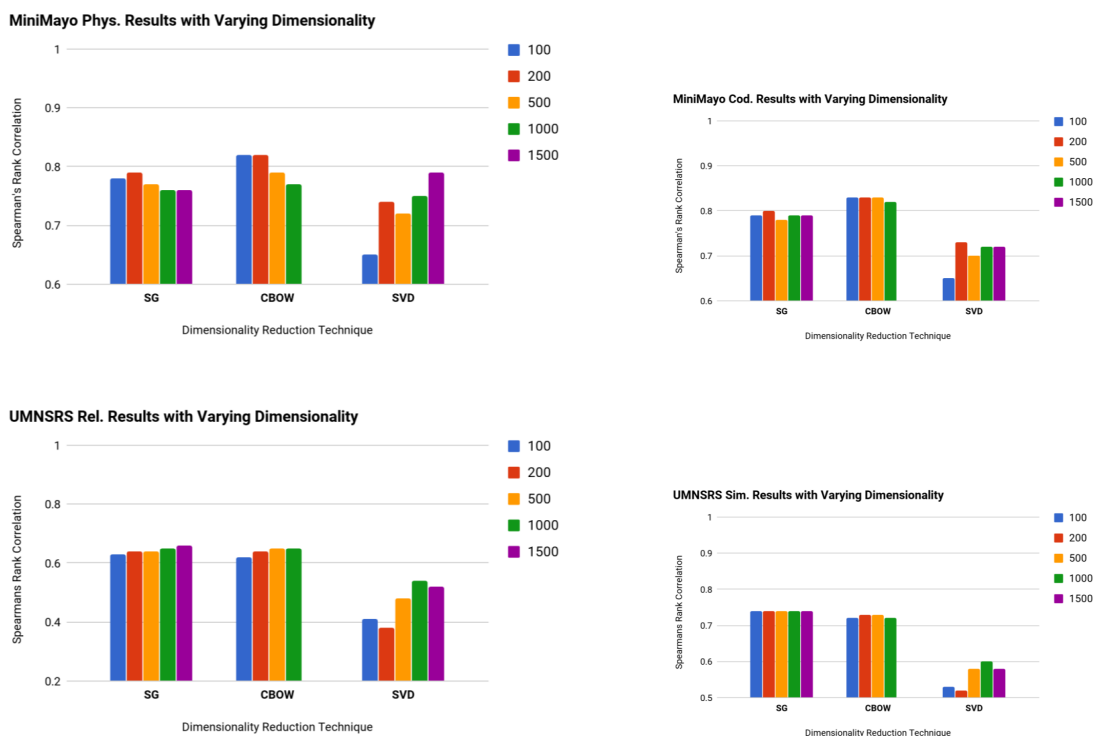 MiniMayo Phys. Results with Varying Dimensionality
1
0.9
0.8
0.7
0.6
Spearman's Rank Correlation
SG
CBOW
SVD
Dimensionality Reduction Technique
100
200
500
1000
1500
MiniMayo Cod. Results with Varying Dimensionality
1
0.9
0.8
0.7
0.6
Spearman's Rank Correlation
SG
CBOW
SVD
Dimensionality Reduction Technique
100
200
500
1000
1500
UMNSRS Rel. Results with Varying Dimensionality
1
0.8
0.6
0.4
0.2
Spearmans Rank Correlation
SG
CBOW
SVD
Dimensionality Reduction Technique
100
200
500
1000
1500
UMNSRS Sim. Results with Varying Dimensionality
1
0.9
0.8
0.7
0.6
0.5
Spearmans Rank Correlation
SG
CBOW
SVD
Dimensionality Reduction Technique
100
200
500
1000
1500